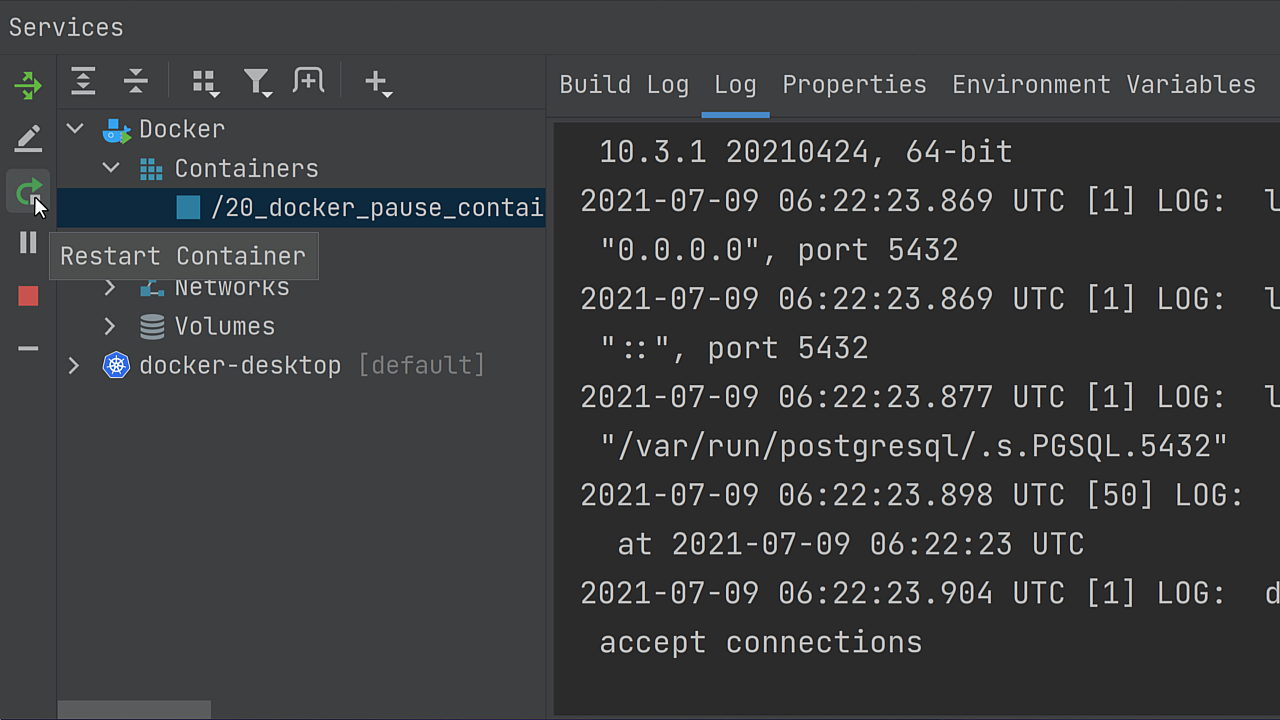 Services
Build Log
Log
Properties
Environment Variables
Docker
Containers
/20_docker_pause_contai
Restart Container
Networks
Volumes
docker-desktop [default]
10.3.1 20210424, 64-bit
2021-07-09 06:22:23.869 UTC [1] LOG:
"0.0.0.0", port 5432
2021-07-09 06:22:23.869 UTC [1] LOG:
"::", port 5432
2021-07-09 06:22:23.877 UTC [1] LOG:
"/var/run/postgresql/.s.PGSQL.5432"
2021-07-09 06:22:23.898 UTC [50] LOG:
at 2021-07-09 06:22:23 UTC
2021-07-09 06:22:23.904 UTC [1] LOG: d
accept connections